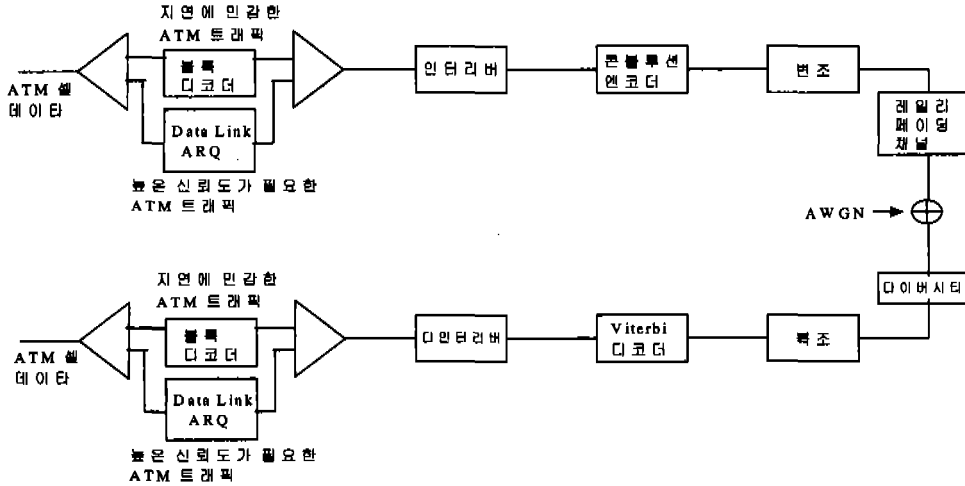 지연에 민감한
ATM 트래픽
블록
디코더
ATM 셀
데이타
Data Link
ARQ
높은 신뢰도가 필요한
ATM 트래픽
인터리버
콘볼루션
엔코더
변조
레일리
페이딩
채널
AWGN
다이버시티
지연에 민감한
ATM 트래픽
블록
디코더
ATM 셀
데이타
Data Link
ARQ
높은 신뢰도가 필요한
ATM 트래픽
디인터리버
Viterbi
디코더
복조